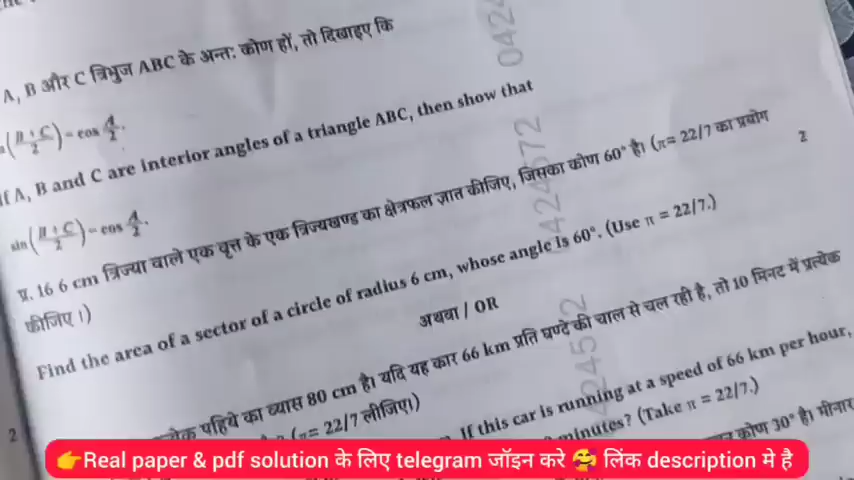 A, B और C त्रिभुज ABC के अन्तः कोण हों, तो दिखाइए कि
(B + C / 2) = cos A/2.
If A, B and C are interior angles of a triangle ABC, then show that
2
sin (B + C / 2) = cos A/2.
प्र. 16 6 cm त्रिज्या वाले एक वृत्त के एक त्रिज्यखण्ड का क्षेत्रफल ज्ञात कीजिए, जिसका कोण 60° है। (π = 22/7 का प्रयोग
कीजिए।)
Find the area of a sector of a circle of radius 6 cm, whose angle is 60°. (Use π = 22/7.)
अथवा / OR
पहिये का व्यास 80 cm है। यदि यह कार 66 km प्रति घण्टे की चाल से चल रही है, तो 10 मिनट में प्रत्येक
(π = 22/7 लीजिए।)
2
If this car is running at a speed of 66 km per hour,
minutes? (Take π = 22/7.)
कोण 30° है। मीनार
👉Real paper & pdf solution के लिए telegram जॉइन करे 🥰 लिंक description मे है